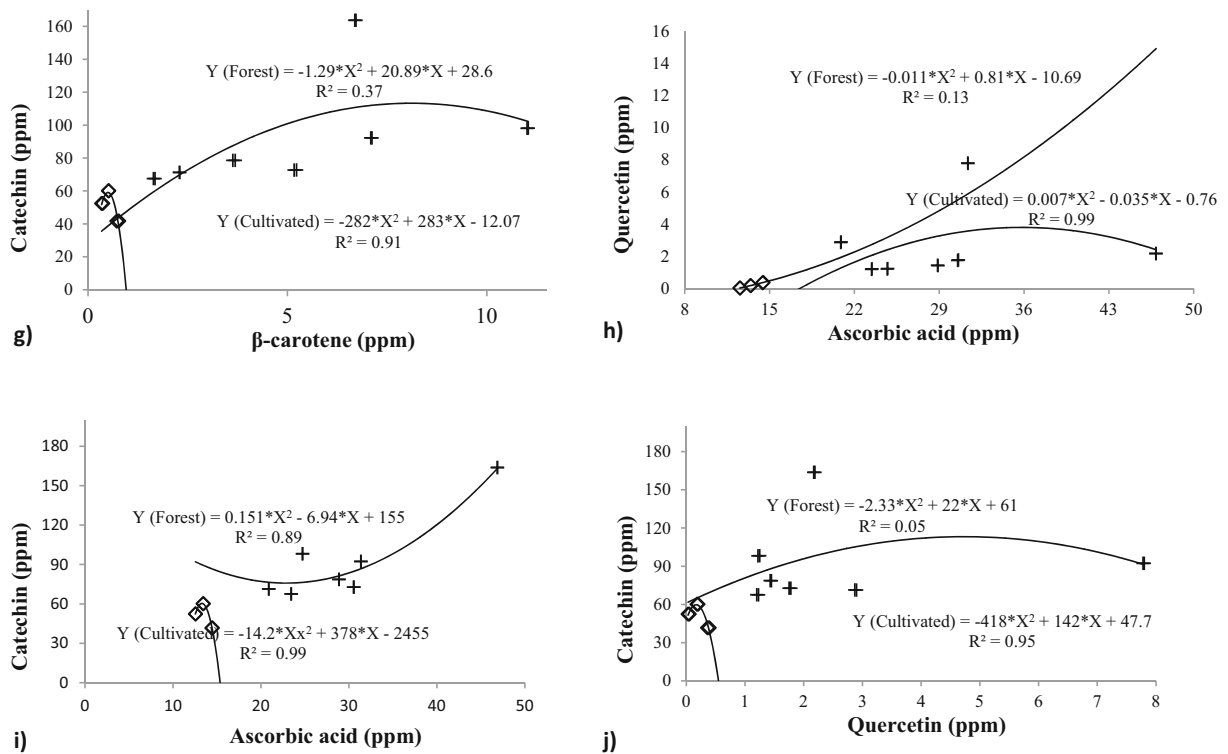 160
140
120
100
80
60
40
20
0
Catechin (ppm)
Y (Forest) = -1.29*X² + 20.89*X + 28.6
R² = 0.37
Y (Cultivated) = -282*X² + 283*X - 12.07
R² = 0.91
0 5 10
β-carotene (ppm)
g)
16
14
12
10
8
6
4
2
0
Quercetin (ppm)
Y (Forest) = -0.011*X² + 0.81*X - 10.69
R² = 0.13
Y (Cultivated) = 0.007*X² - 0.035*X - 0.76
R² = 0.99
8 15 22 29 36 43 50
Ascorbic acid (ppm)
h)
180
150
120
90
60
30
0
Catechin (ppm)
Y (Forest) = 0.151*X² - 6.94*X + 155
R² = 0.89
Y (Cultivated) = -14.2*Xx² + 378*X - 2455
R² = 0.99
0 10 20 30 40 50
Ascorbic acid (ppm)
i)
180
150
120
90
60
30
0
Catechin (ppm)
Y (Forest) = -2.33*X² + 22*X + 61
R² = 0.05
Y (Cultivated) = -418*X² + 142*X + 47.7
R² = 0.95
0 1 2 3 4 5 6 7 8
Quercetin (ppm)
j)